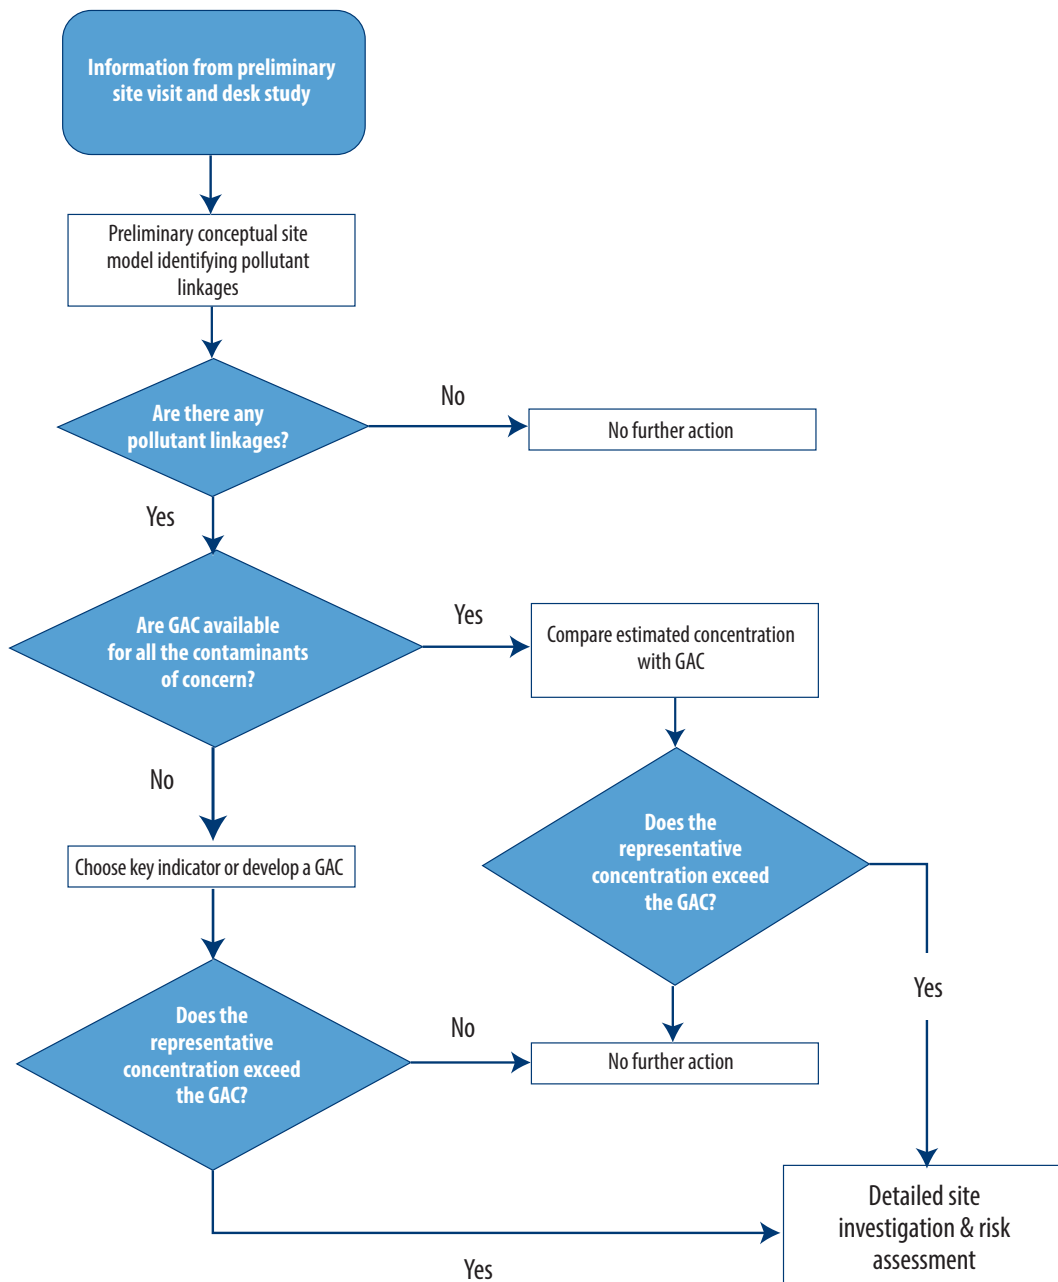 Information from preliminary
site visit and desk study
Preliminary conceptual site
model identifying pollutant
linkages
Are there any
pollutant linkages?
No
No further action
Yes
Are GAC available
for all the contaminants
of concern?
Yes
Compare estimated concentration
with GAC
No
Choose key indicator or develop a GAC
Does the
representative
concentration exceed
the GAC?
Yes
Does the
representative
concentration exceed
the GAC?
No
No further action
Yes
Detailed site
investigation & risk
assessment